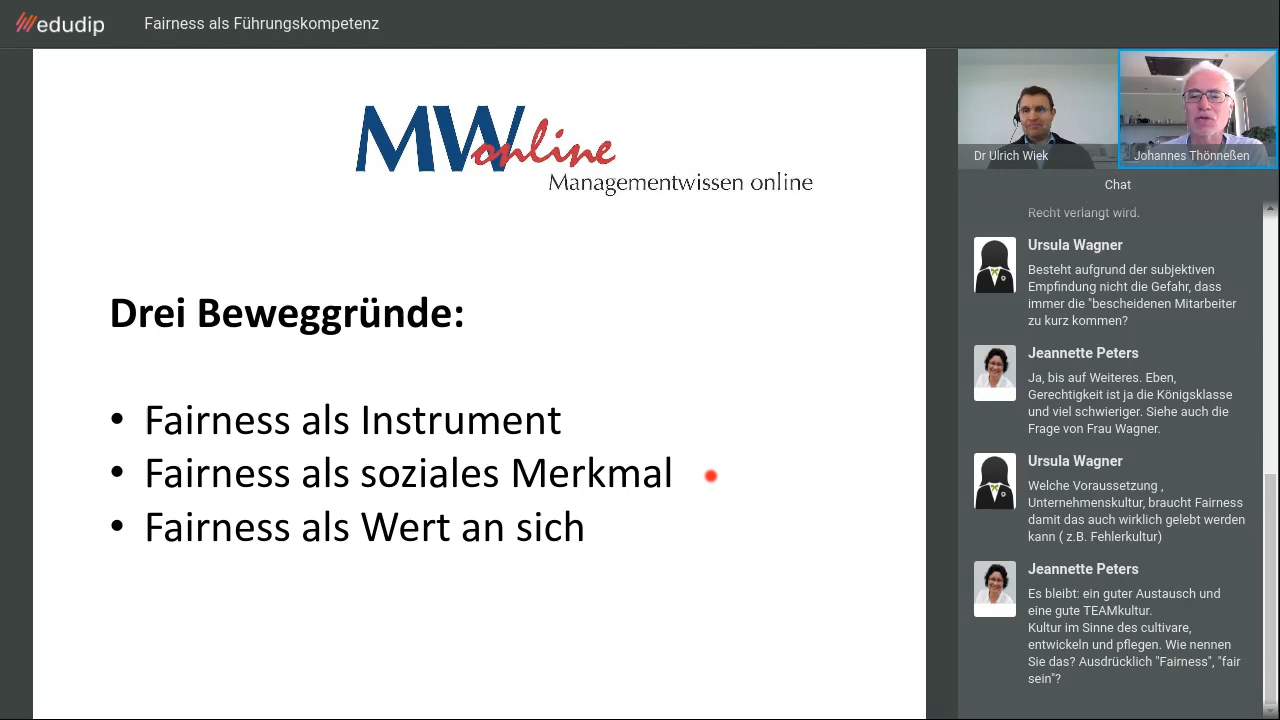 edudip
Fairness als Führungskompetenz
MWonline
Managementwissen online
Drei Beweggründe:
• Fairness als Instrument
• Fairness als soziales Merkmal
• Fairness als Wert an sich
Dr Ulrich Wiek
Johannes Thönneßen
Chat
Recht verlangt wird.
Ursula Wagner
Besteht aufgrund der subjektiven
Empfindung nicht die Gefahr, dass
immer die "bescheidenen Mitarbeiter
zu kurz kommen?
Jeannette Peters
Ja, bis auf Weiteres. Eben,
Gerechtigkeit ist ja die Königsklasse
und viel schwieriger. Siehe auch die
Frage von Frau Wagner.
Ursula Wagner
Welche Voraussetzung ,
Unternehmenskultur, braucht Fairness
damit das auch wirklich gelebt werden
kann ( z.B. Fehlerkultur)
Jeannette Peters
Es bleibt: ein guter Austausch und
eine gute TEAMkultur.
Kultur im Sinne des cultivare,
entwickeln und pflegen. Wie nennen
Sie das? Ausdrücklich "Fairness", "fair
sein"?